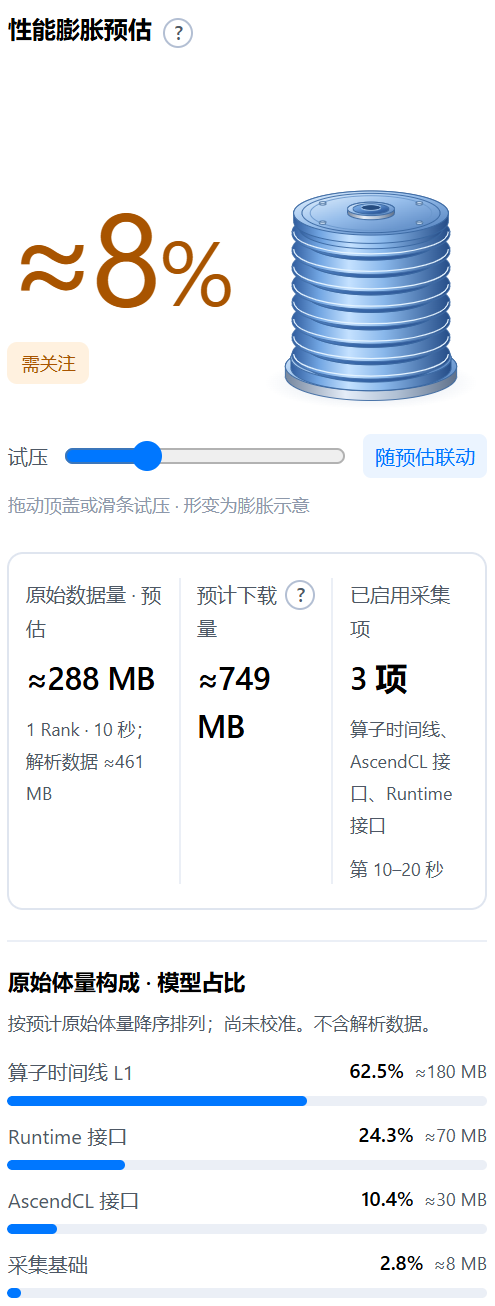 性能膨胀预估 ?
≈8%
需关注
试压 随预估联动
拖动顶盖或滑条试压 · 形变为膨胀示意
原始数据量 · 预
估
≈288 MB
1 Rank · 10 秒；
解析数据 ≈461
MB
预计下载 ?
量
≈749
MB
已启用采集
项
3 项
算子时间线、
AscendCL 接
口、Runtime
接口
第 10–20 秒
原始体量构成 · 模型占比
按预计原始体量降序排列；尚未校准。不含解析数据。
算子时间线 L1 62.5% ≈180 MB
Runtime 接口 24.3% ≈70 MB
AscendCL 接口 10.4% ≈30 MB
采集基础 2.8% ≈8 MB